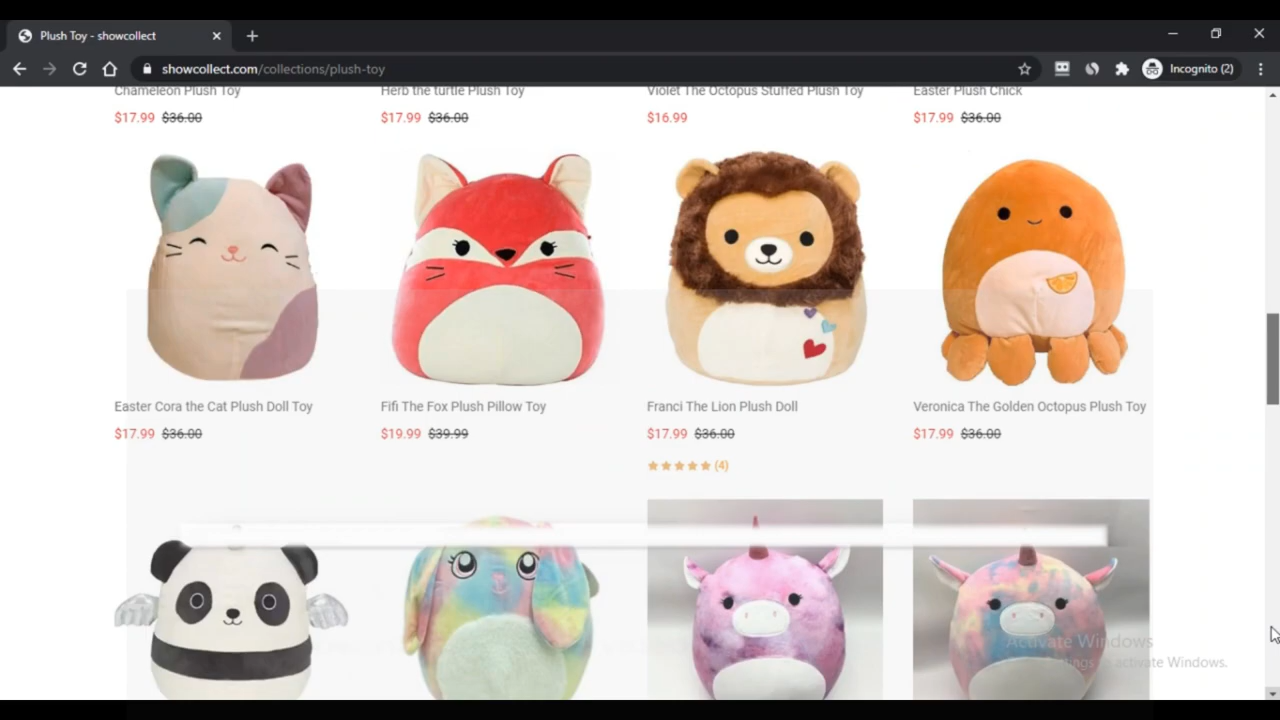 Plush Toy - showcollect
showcollect.com/collections/plush-toy
Incognito (2)
Chameleon Plush Toy
Herb the turtle Plush Toy
Violet The Octopus Stuffed Plush Toy
Easter Plush Chick
$17.99 $36.00
$17.99 $36.00
$16.99
$17.99 $36.00
Easter Cora the Cat Plush Doll Toy
Fifi The Fox Plush Pillow Toy
Franci The Lion Plush Doll
Veronica The Golden Octopus Plush Toy
$17.99 $36.00
$19.99 $39.99
$17.99 $36.00
$17.99 $36.00
(4)
Activate Windows
to activate Windows.